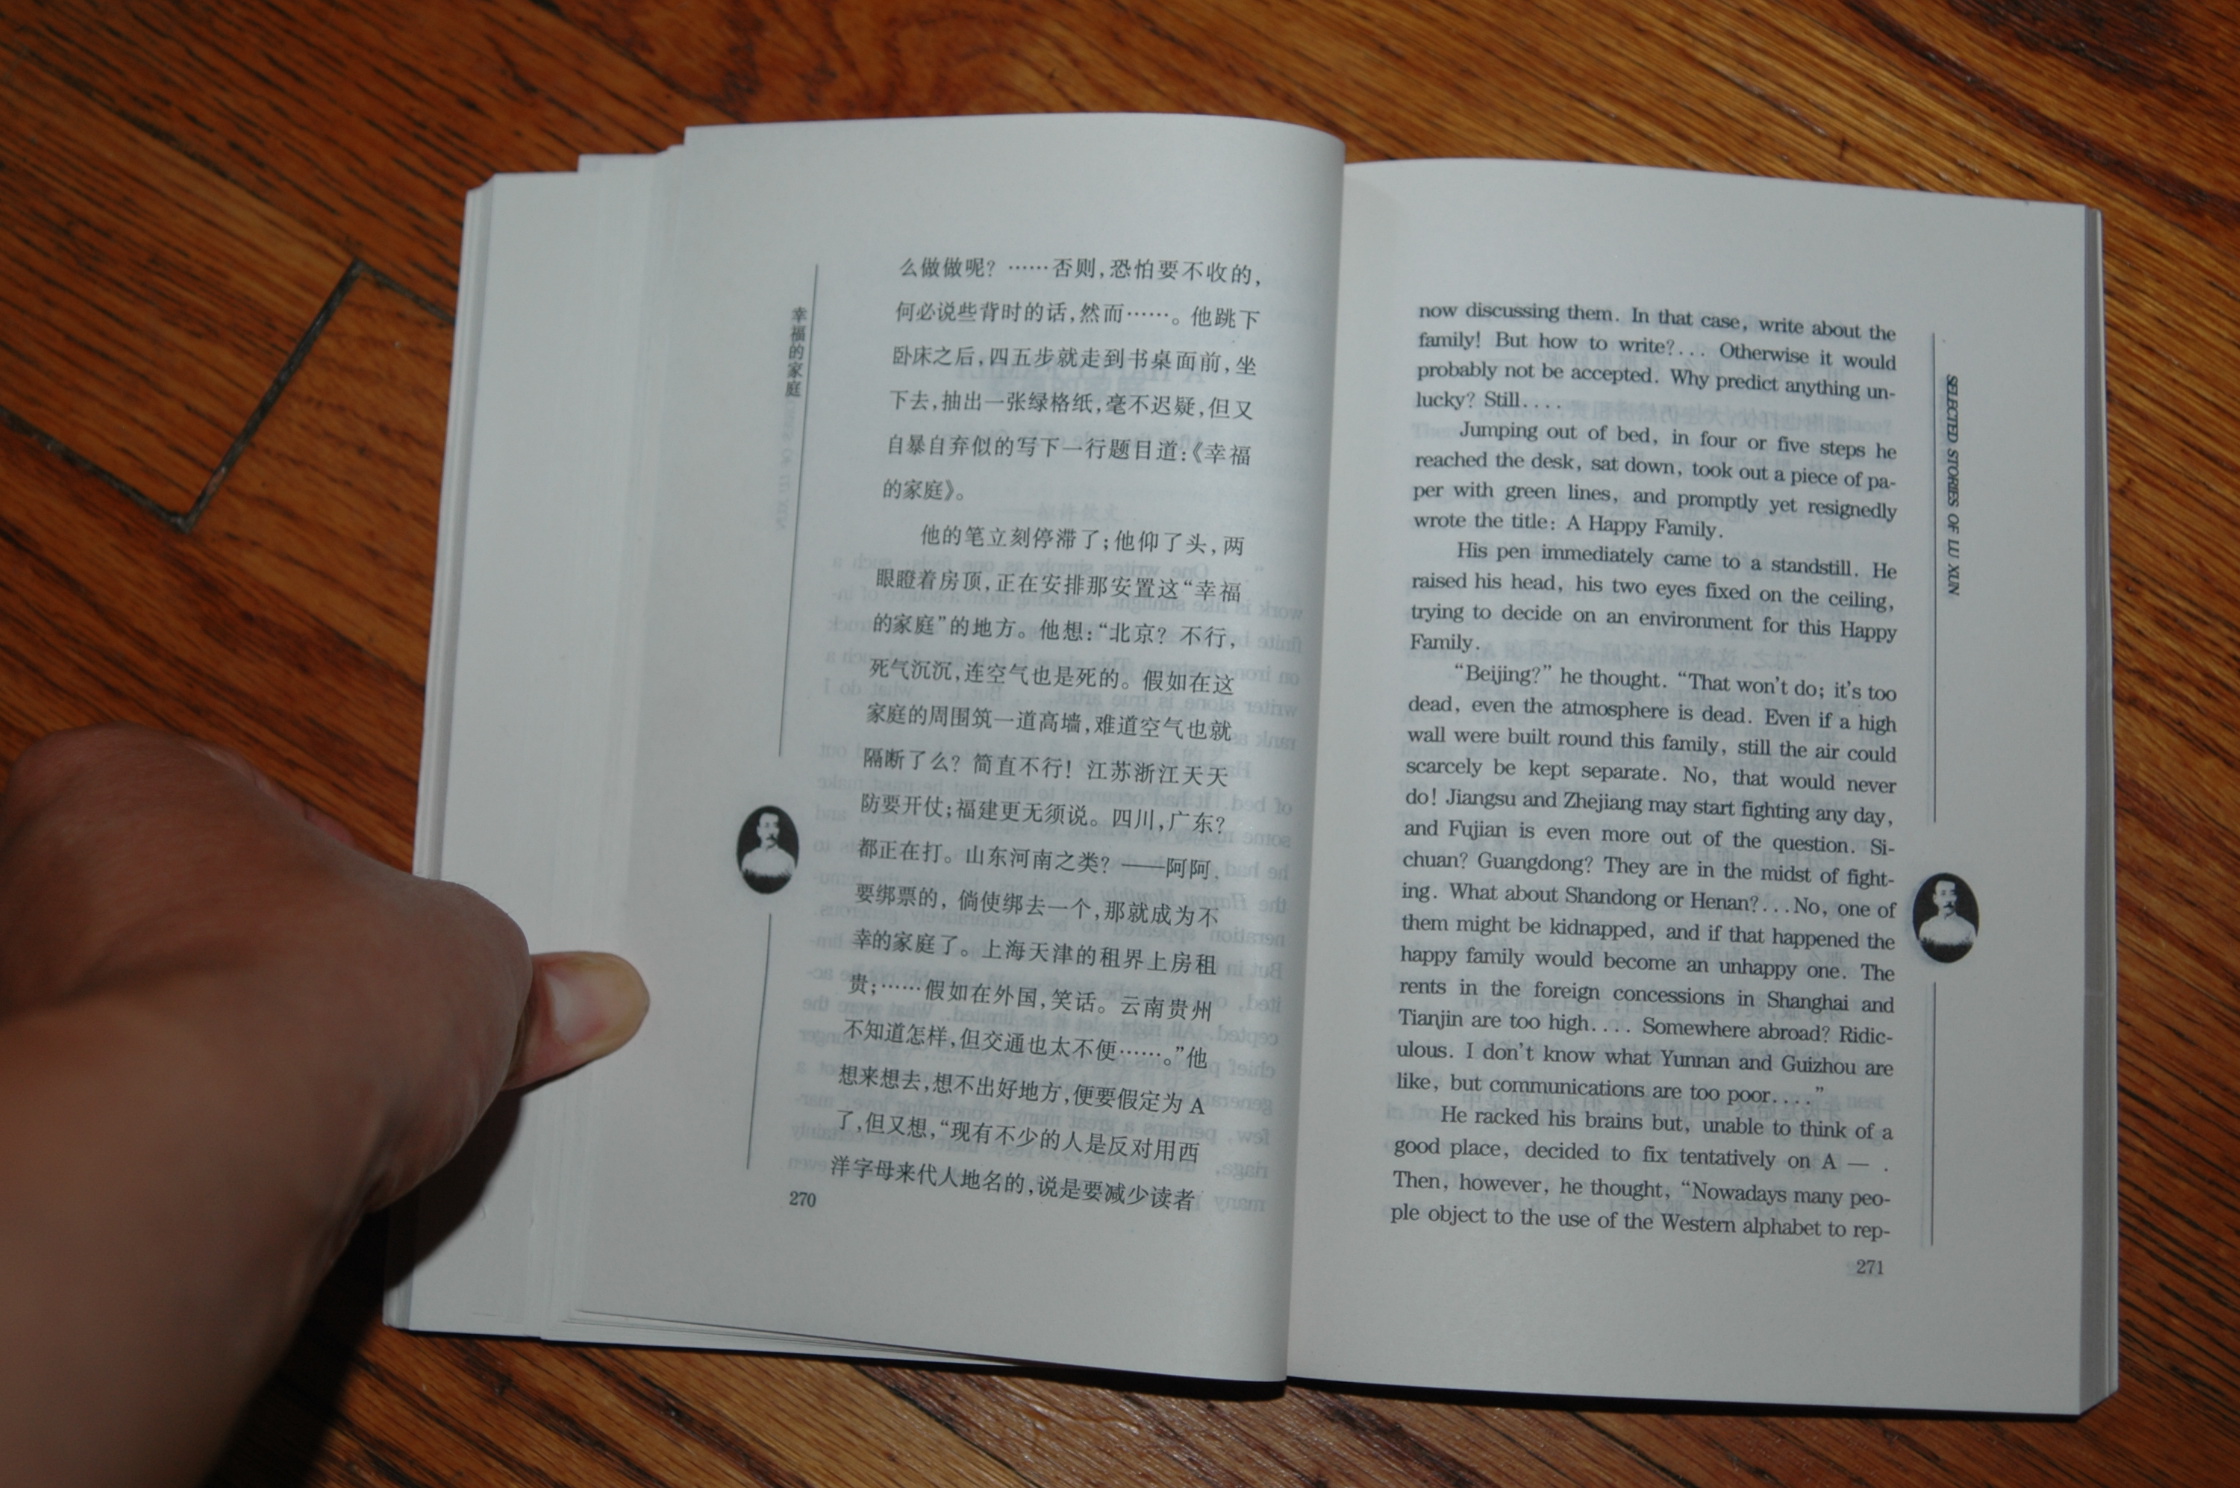 幸福的家庭
么做做呢？……否则，恐怕要不收的，
何必说些背时的话，然而……。他跳下
卧床之后，四五步就走到书桌面前，坐
下去，抽出一张绿格纸，毫不迟疑，但又
自暴自弃似的写下一行题目道：《幸福
的家庭》。
他的笔立刻停滞了；他仰了头，两
眼瞪着房顶，正在安排那安置这“幸福
的家庭”的地方。他想：“北京？不行，
死气沉沉，连空气也是死的。假如在这
家庭的周围筑一道高墙，难道空气也就
隔断了么？简直不行！江苏浙江天天
防要开仗；福建更无须说。四川，广东？
都正在打。山东河南之类？——阿阿，
要绑票的，倘使绑去一个，那就成为不
幸的家庭了。上海天津的租界上房租
贵；……假如在外国，笑话。云南贵州
不知道怎样，但交通也太不便……。”他
想来想去，想不出好地方，便要假定为 A
了，但又想，“现有不少的人是反对用西
洋字母来代人地名的，说是要减少读者
270
now discussing them. In that case, write about the
family! But how to write?... Otherwise it would
probably not be accepted. Why predict anything un-
lucky? Still....
Jumping out of bed, in four or five steps he
reached the desk, sat down, took out a piece of pa-
per with green lines, and promptly yet resignedly
wrote the title: A Happy Family.
His pen immediately came to a standstill. He
raised his head, his two eyes fixed on the ceiling,
trying to decide on an environment for this Happy
Family.
“Beijing?” he thought. “That won't do; it's too
dead, even the atmosphere is dead. Even if a high
wall were built round this family, still the air could
scarcely be kept separate. No, that would never
do! Jiangsu and Zhejiang may start fighting any day,
and Fujian is even more out of the question. Si-
chuan? Guangdong? They are in the midst of fight-
ing. What about Shandong or Henan?...No, one of
them might be kidnapped, and if that happened the
happy family would become an unhappy one. The
rents in the foreign concessions in Shanghai and
Tianjin are too high.... Somewhere abroad? Ridic-
ulous. I don't know what Yunnan and Guizhou are
like, but communications are too poor....”
He racked his brains but, unable to think of a
good place, decided to fix tentatively on A — .
Then, however, he thought, “Nowadays many peo-
ple object to the use of the Western alphabet to rep-
271
SELECTED STORIES OF LU XUN